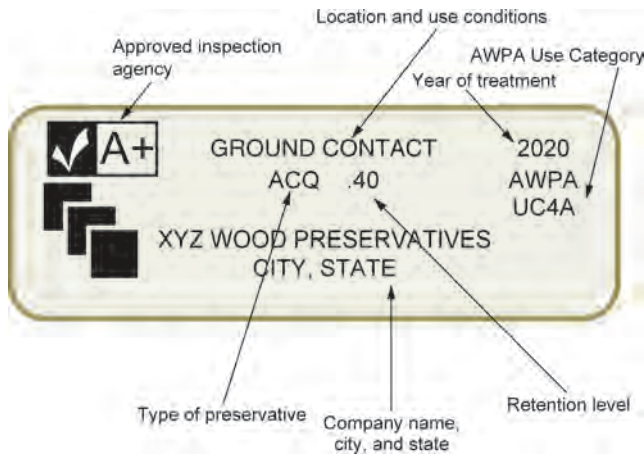 Location and use conditions
Approved inspection
agency
AWPA Use Category
Year of treatment
A+
GROUND CONTACT
2020
ACQ .40
AWPA
UC4A
XYZ WOOD PRESERVATIVES
CITY, STATE
Type of preservative
Company name,
city, and state
Retention level